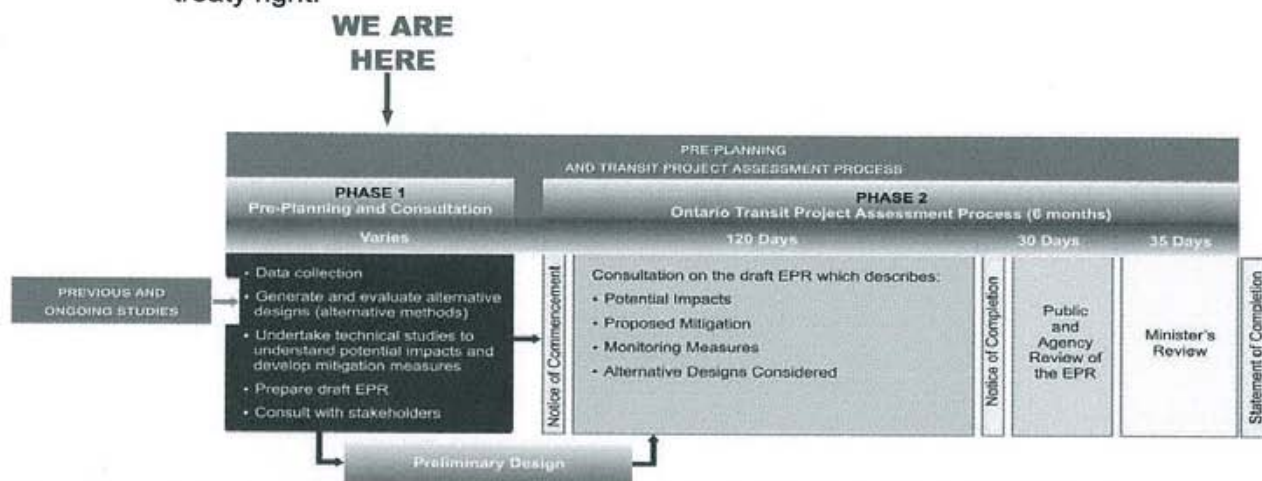 treaty right.
WE ARE
HERE
PRE-PLANNING
AND TRANSIT PROJECT ASSESSMENT PROCESS
PHASE 1
Pre-Planning and Consultation
Varies
PHASE 2
Ontario Transit Project Assessment Process (6 months)
120 Days
30 Days
35 Days
PREVIOUS AND
ONGOING STUDIES
• Data collection
• Generate and evaluate alternative
designs (alternative methods)
• Undertake technical studies to
understand potential impacts and
develop mitigation measures
• Prepare draft EPR
• Consult with stakeholders
Notice of Commencement
Consultation on the draft EPR which describes:
• Potential Impacts
• Proposed Mitigation
• Monitoring Measures
• Alternative Designs Considered
Notice of Completion
Public
and
Agency
Review of
the EPR
Minister's
Review
Statement of Completion
Preliminary Design